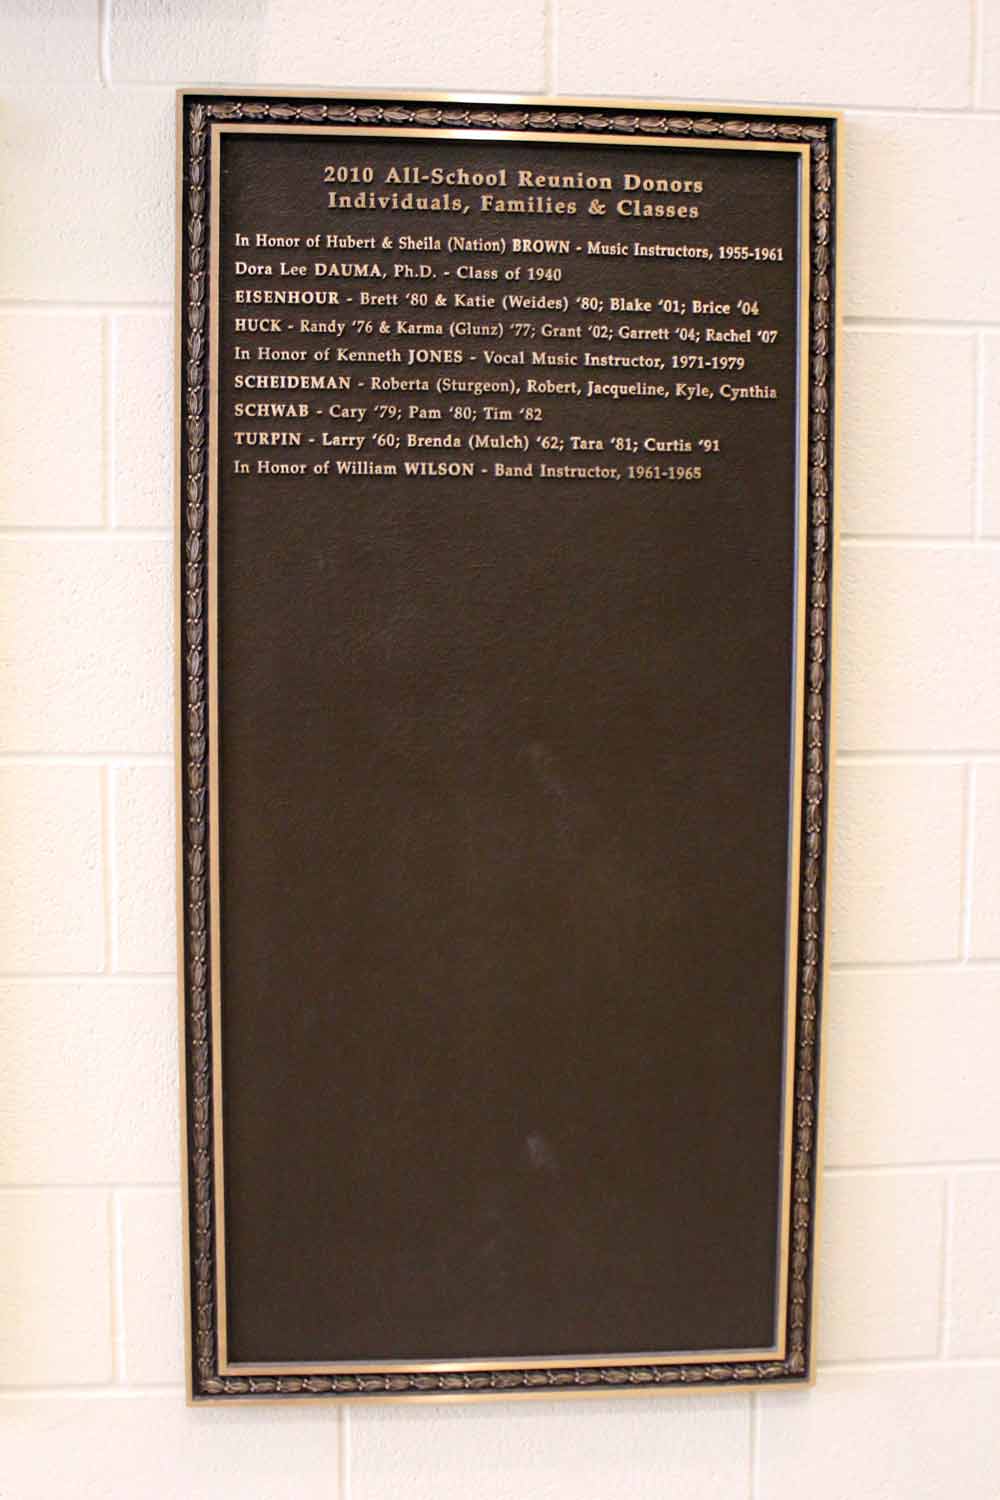 2010 All-School Reunion Donors
Individuals, Families & Classes
In Honor of Hubert & Sheila (Nation) BROWN - Music Instructors, 1955-1961
Dora Lee DAUMA, Ph.D. - Class of 1940
EISENHOUR - Brett ‘80 & Katie (Weides) ‘80; Blake ‘01; Brice ‘04
HUCK - Randy ‘76 & Karma (Glunz) ‘77; Grant ‘02; Garrett ‘04; Rachel ‘07
In Honor of Kenneth JONES - Vocal Music Instructor, 1971-1979
SCHEIDEMAN - Roberta (Sturgeon), Robert, Jacqueline, Kyle, Cynthia
SCHWAB - Cary ‘79; Pam ‘80; Tim ‘82
TURPIN - Larry ‘60; Brenda (Mulch) ‘62; Tara ‘81; Curtis ‘91
In Honor of William WILSON - Band Instructor, 1961-1965